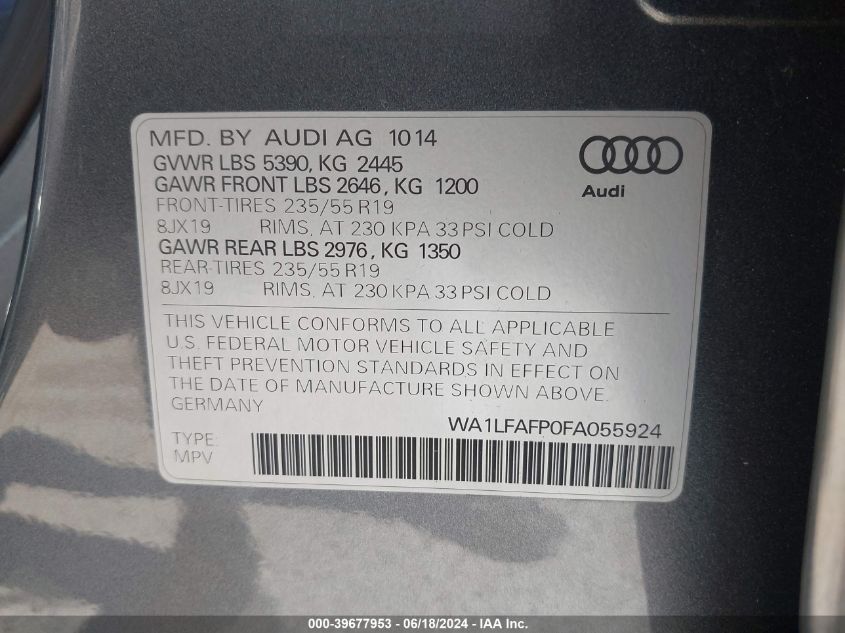 MFD. BY AUDI AG 1014
GVWR LBS 5390, KG 2445
GAWR FRONT LBS 2646, KG 1200
FRONT-TIRES 235/55 R19
8JX19 RIMS, AT 230 KPA 33 PSI COLD
GAWR REAR LBS 2976, KG 1350
REAR-TIRES 235/55 R19
8JX19 RIMS, AT 230 KPA 33 PSI COLD
Audi
THIS VEHICLE CONFORMS TO ALL APPLICABLE
U.S. FEDERAL MOTOR VEHICLE SAFETY AND
THEFT PREVENTION STANDARDS IN EFFECT ON
THE DATE OF MANUFACTURE SHOWN ABOVE.
GERMANY
WA1LFAFP0FA055924
TYPE:
MPV
000-39677953 - 06/18/2024 - IAA Inc.